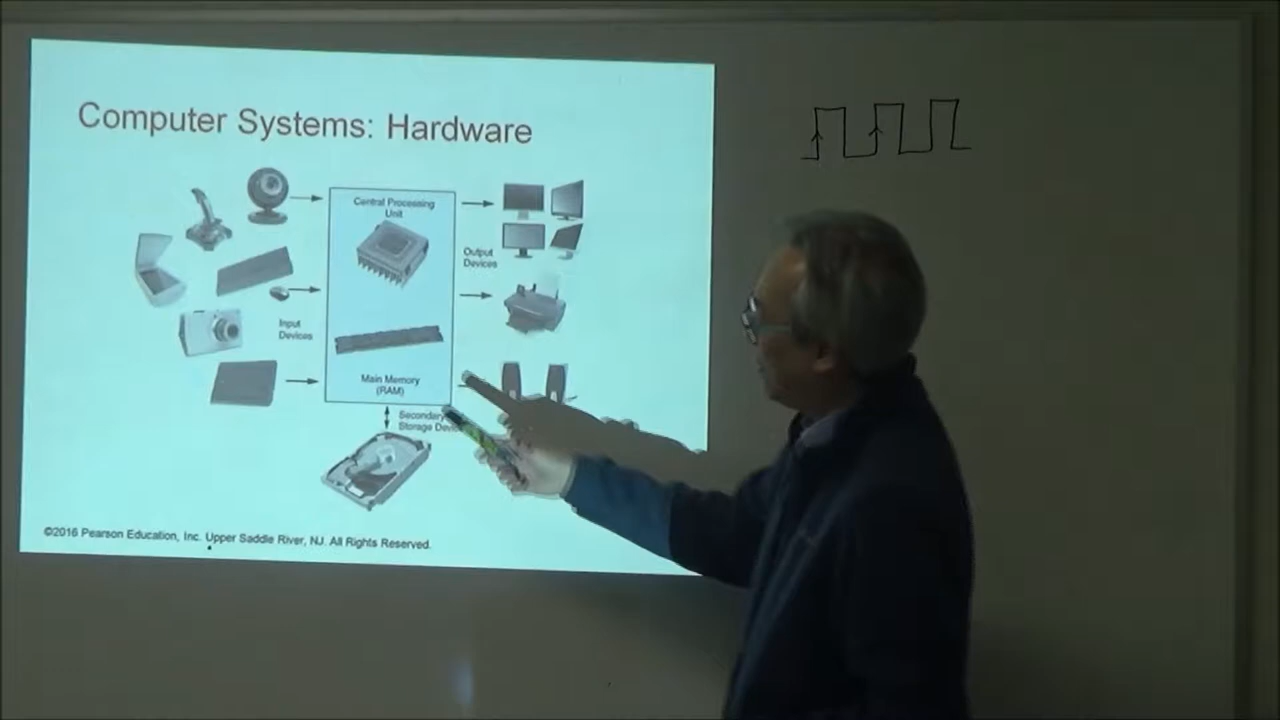 Computer Systems: Hardware
Central Processing
Unit
Output
Devices
Input
Devices
Main Memory
(RAM)
Secondary
Storage
©2016 Pearson Education, Inc. Upper Saddle River, NJ. All Rights Reserved.